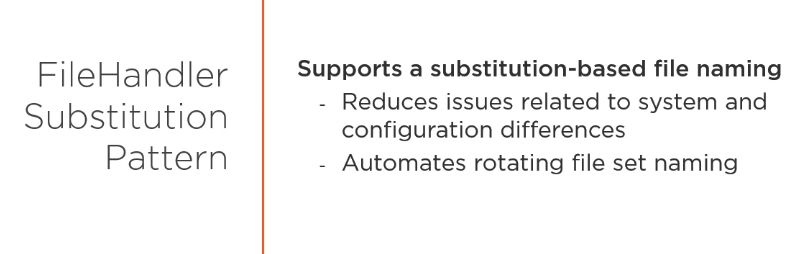 FileHandler
Substitution
Pattern
Supports a substitution-based file naming
- Reduces issues related to system and
configuration differences
- Automates rotating file set naming